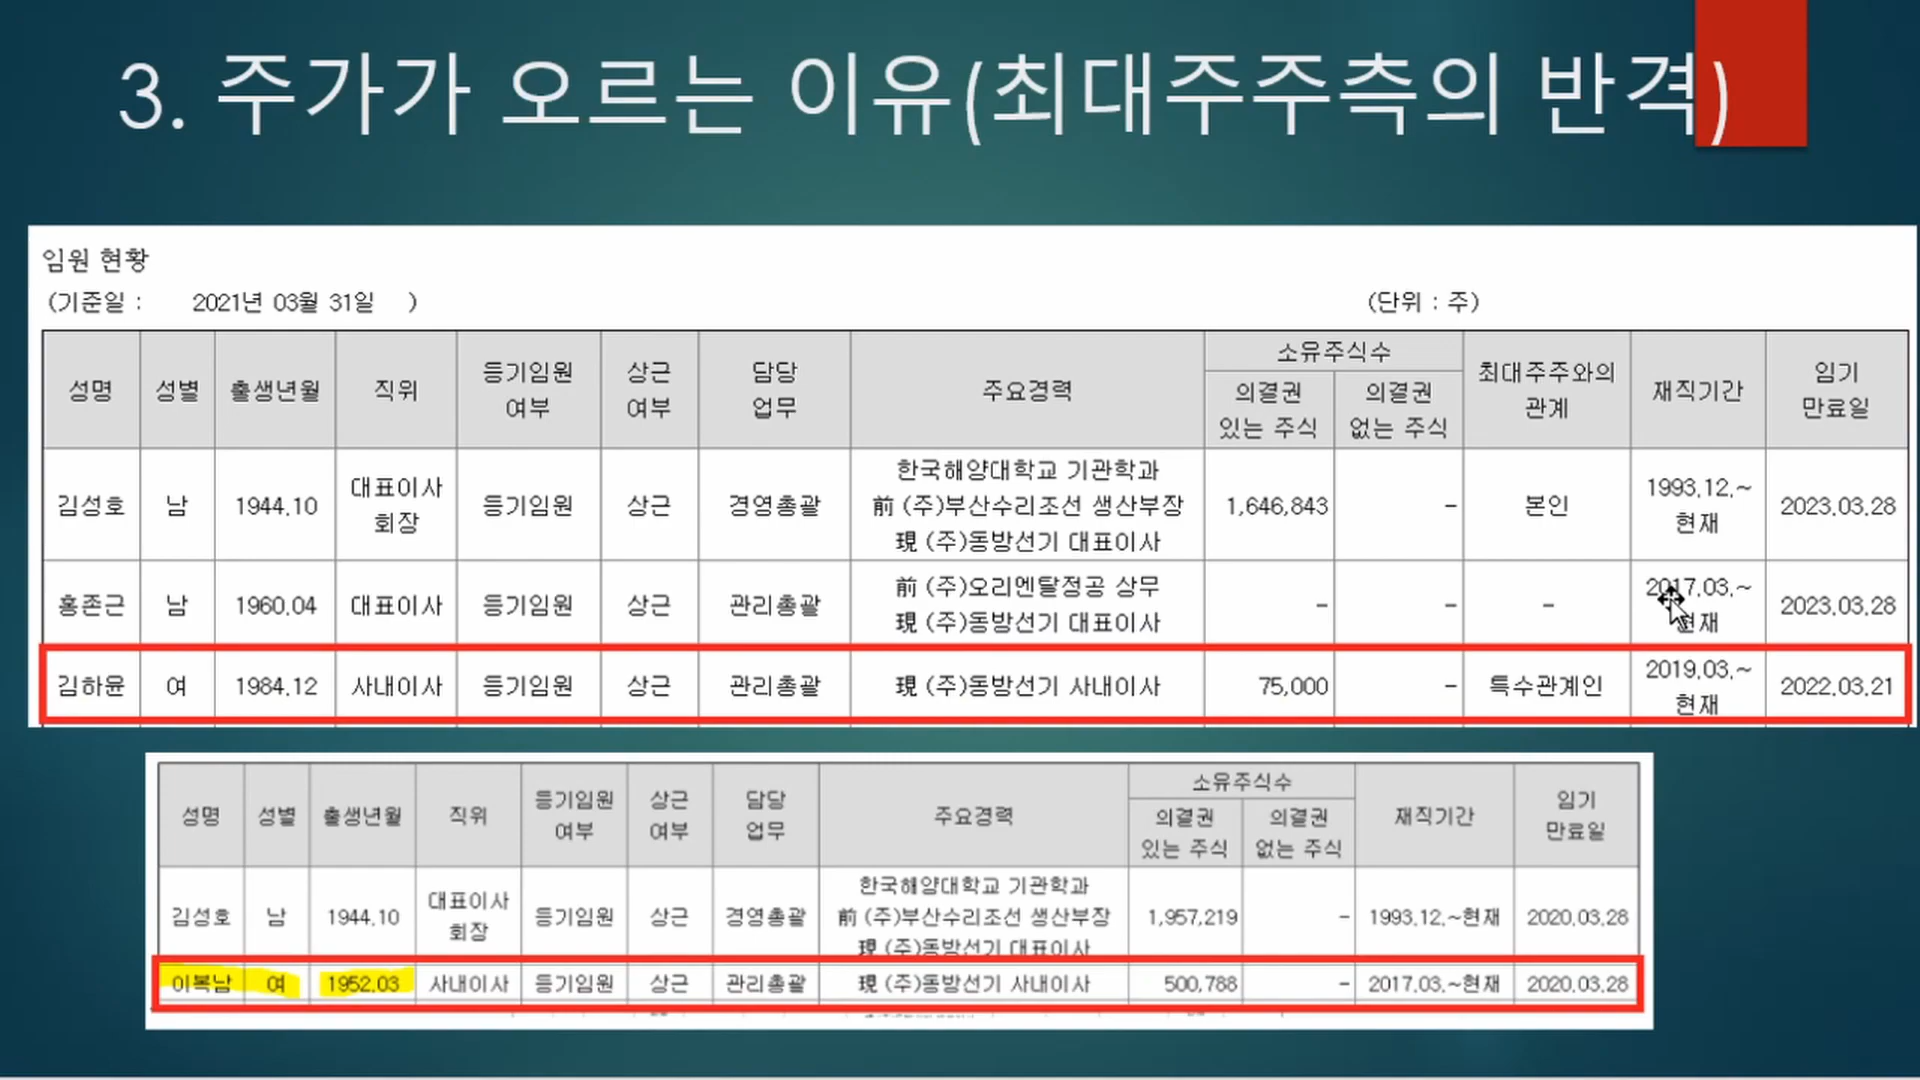 3. 주가가 오르는 이유(최대주주측의 반격)
임원 현황
(기준일 : 2021년 03월 31일 ) (단위 : 주)
성명 성별 출생년월 직위 등기임원 여부 상근 여부 담당 업무 주요경력 소유주식수 의결권 있는 주식 의결권 없는 주식 최대주주와의 관계 재직기간 임기 만료일
김성호 남 1944.10 대표이사 회장 등기임원 상근 경영총괄 한국해양대학교 기관학과 前 (주)부산수리조선 생산부장 現 (주)동방선기 대표이사 1,646,843 - 본인 1993.12.~ 현재 2023.03.28
홍존근 남 1960.04 대표이사 등기임원 상근 관리총괄 前 (주)오리엔탈정공 상무 現 (주)동방선기 대표이사 - - - 2017.03.~ 현재 2023.03.28
김하윤 여 1984.12 사내이사 등기임원 상근 관리총괄 現 (주)동방선기 사내이사 75,000 - 특수관계인 2019.03.~ 현재 2022.03.21
성명 성별 출생년월 직위 등기임원 여부 상근 여부 담당 업무 주요경력 소유주식수 의결권 있는 주식 의결권 없는 주식 재직기간 임기 만료일
김성호 남 1944.10 대표이사 회장 등기임원 상근 경영총괄 한국해양대학교 기관학과 前 (주)부산수리조선 생산부장 現 (주)동방선기 대표이사 1,957,219 - 1993.12.~현재 2020.03.28
이복남 여 1952.03 사내이사 등기임원 상근 관리총괄 現 (주)동방선기 사내이사 500,788 - 2017.03.~현재 2020.03.28